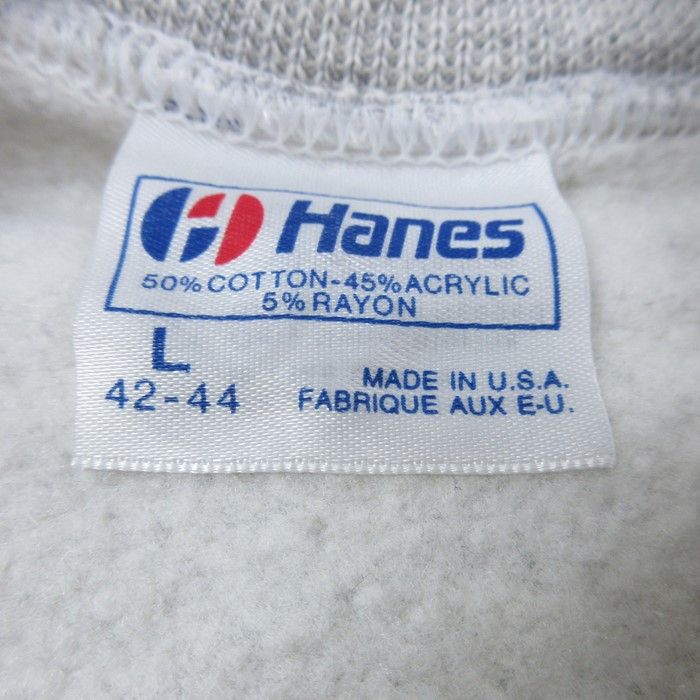 Hanes
50% COTTON-45% ACRYLIC
5% RAYON
L
42-44
MADE IN U.S.A.
FABRIQUE AUX E-U.